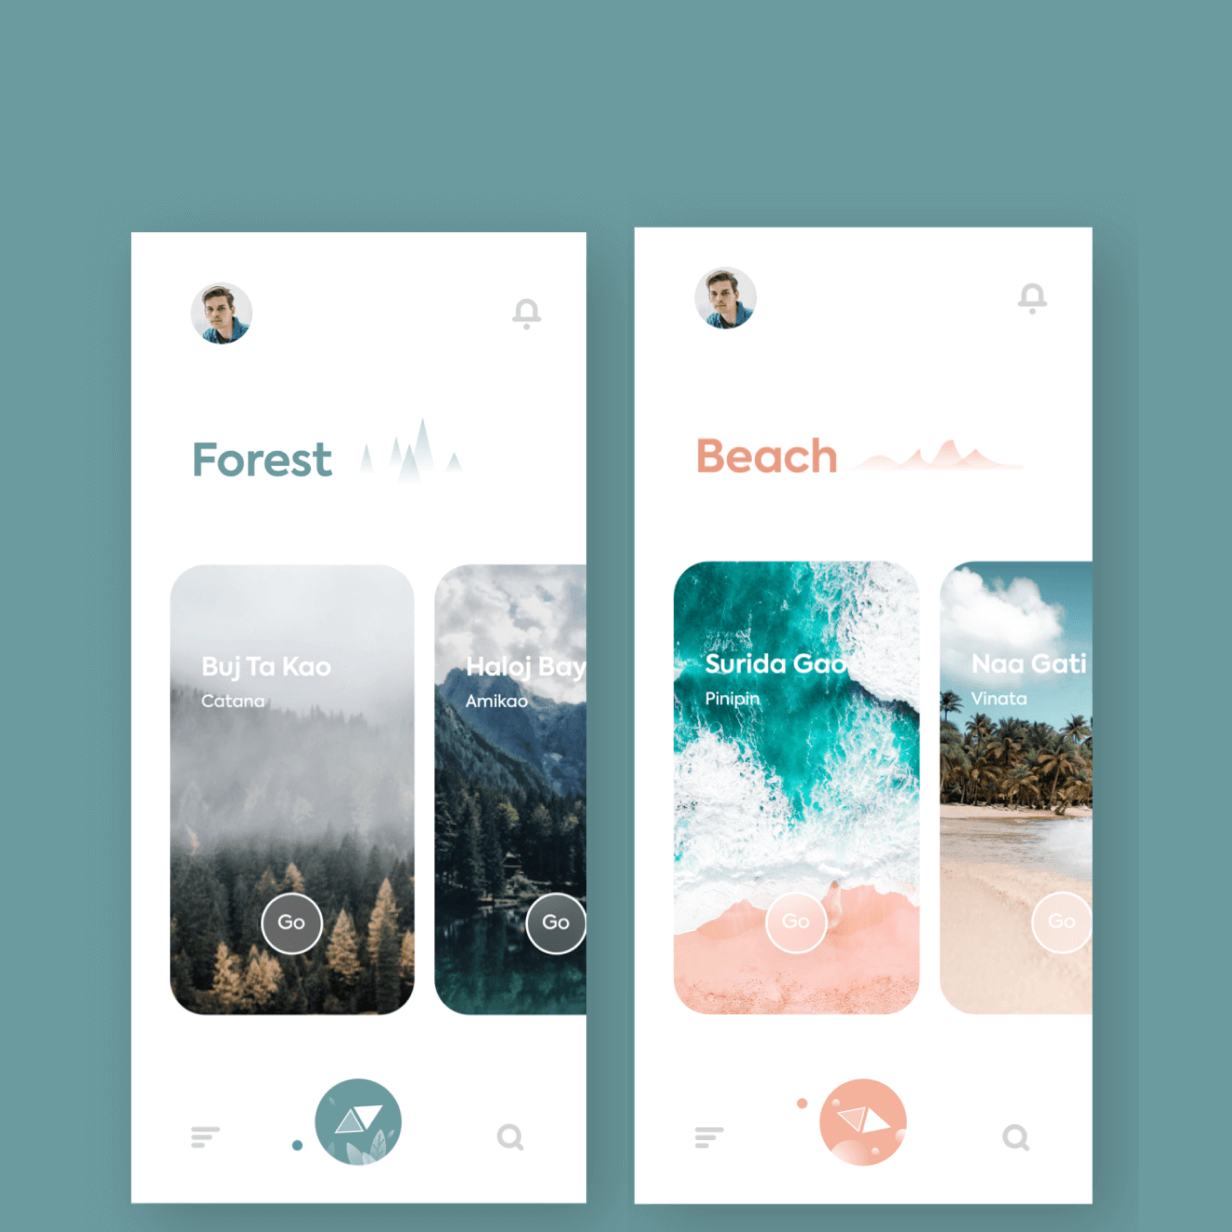 Forest
Buj Ta Kao
Catana
Go
Haloj Bay
Amikao
Go
Beach
Surida Gao
Pinipin
Go
Naa Gati
Vinata
Go